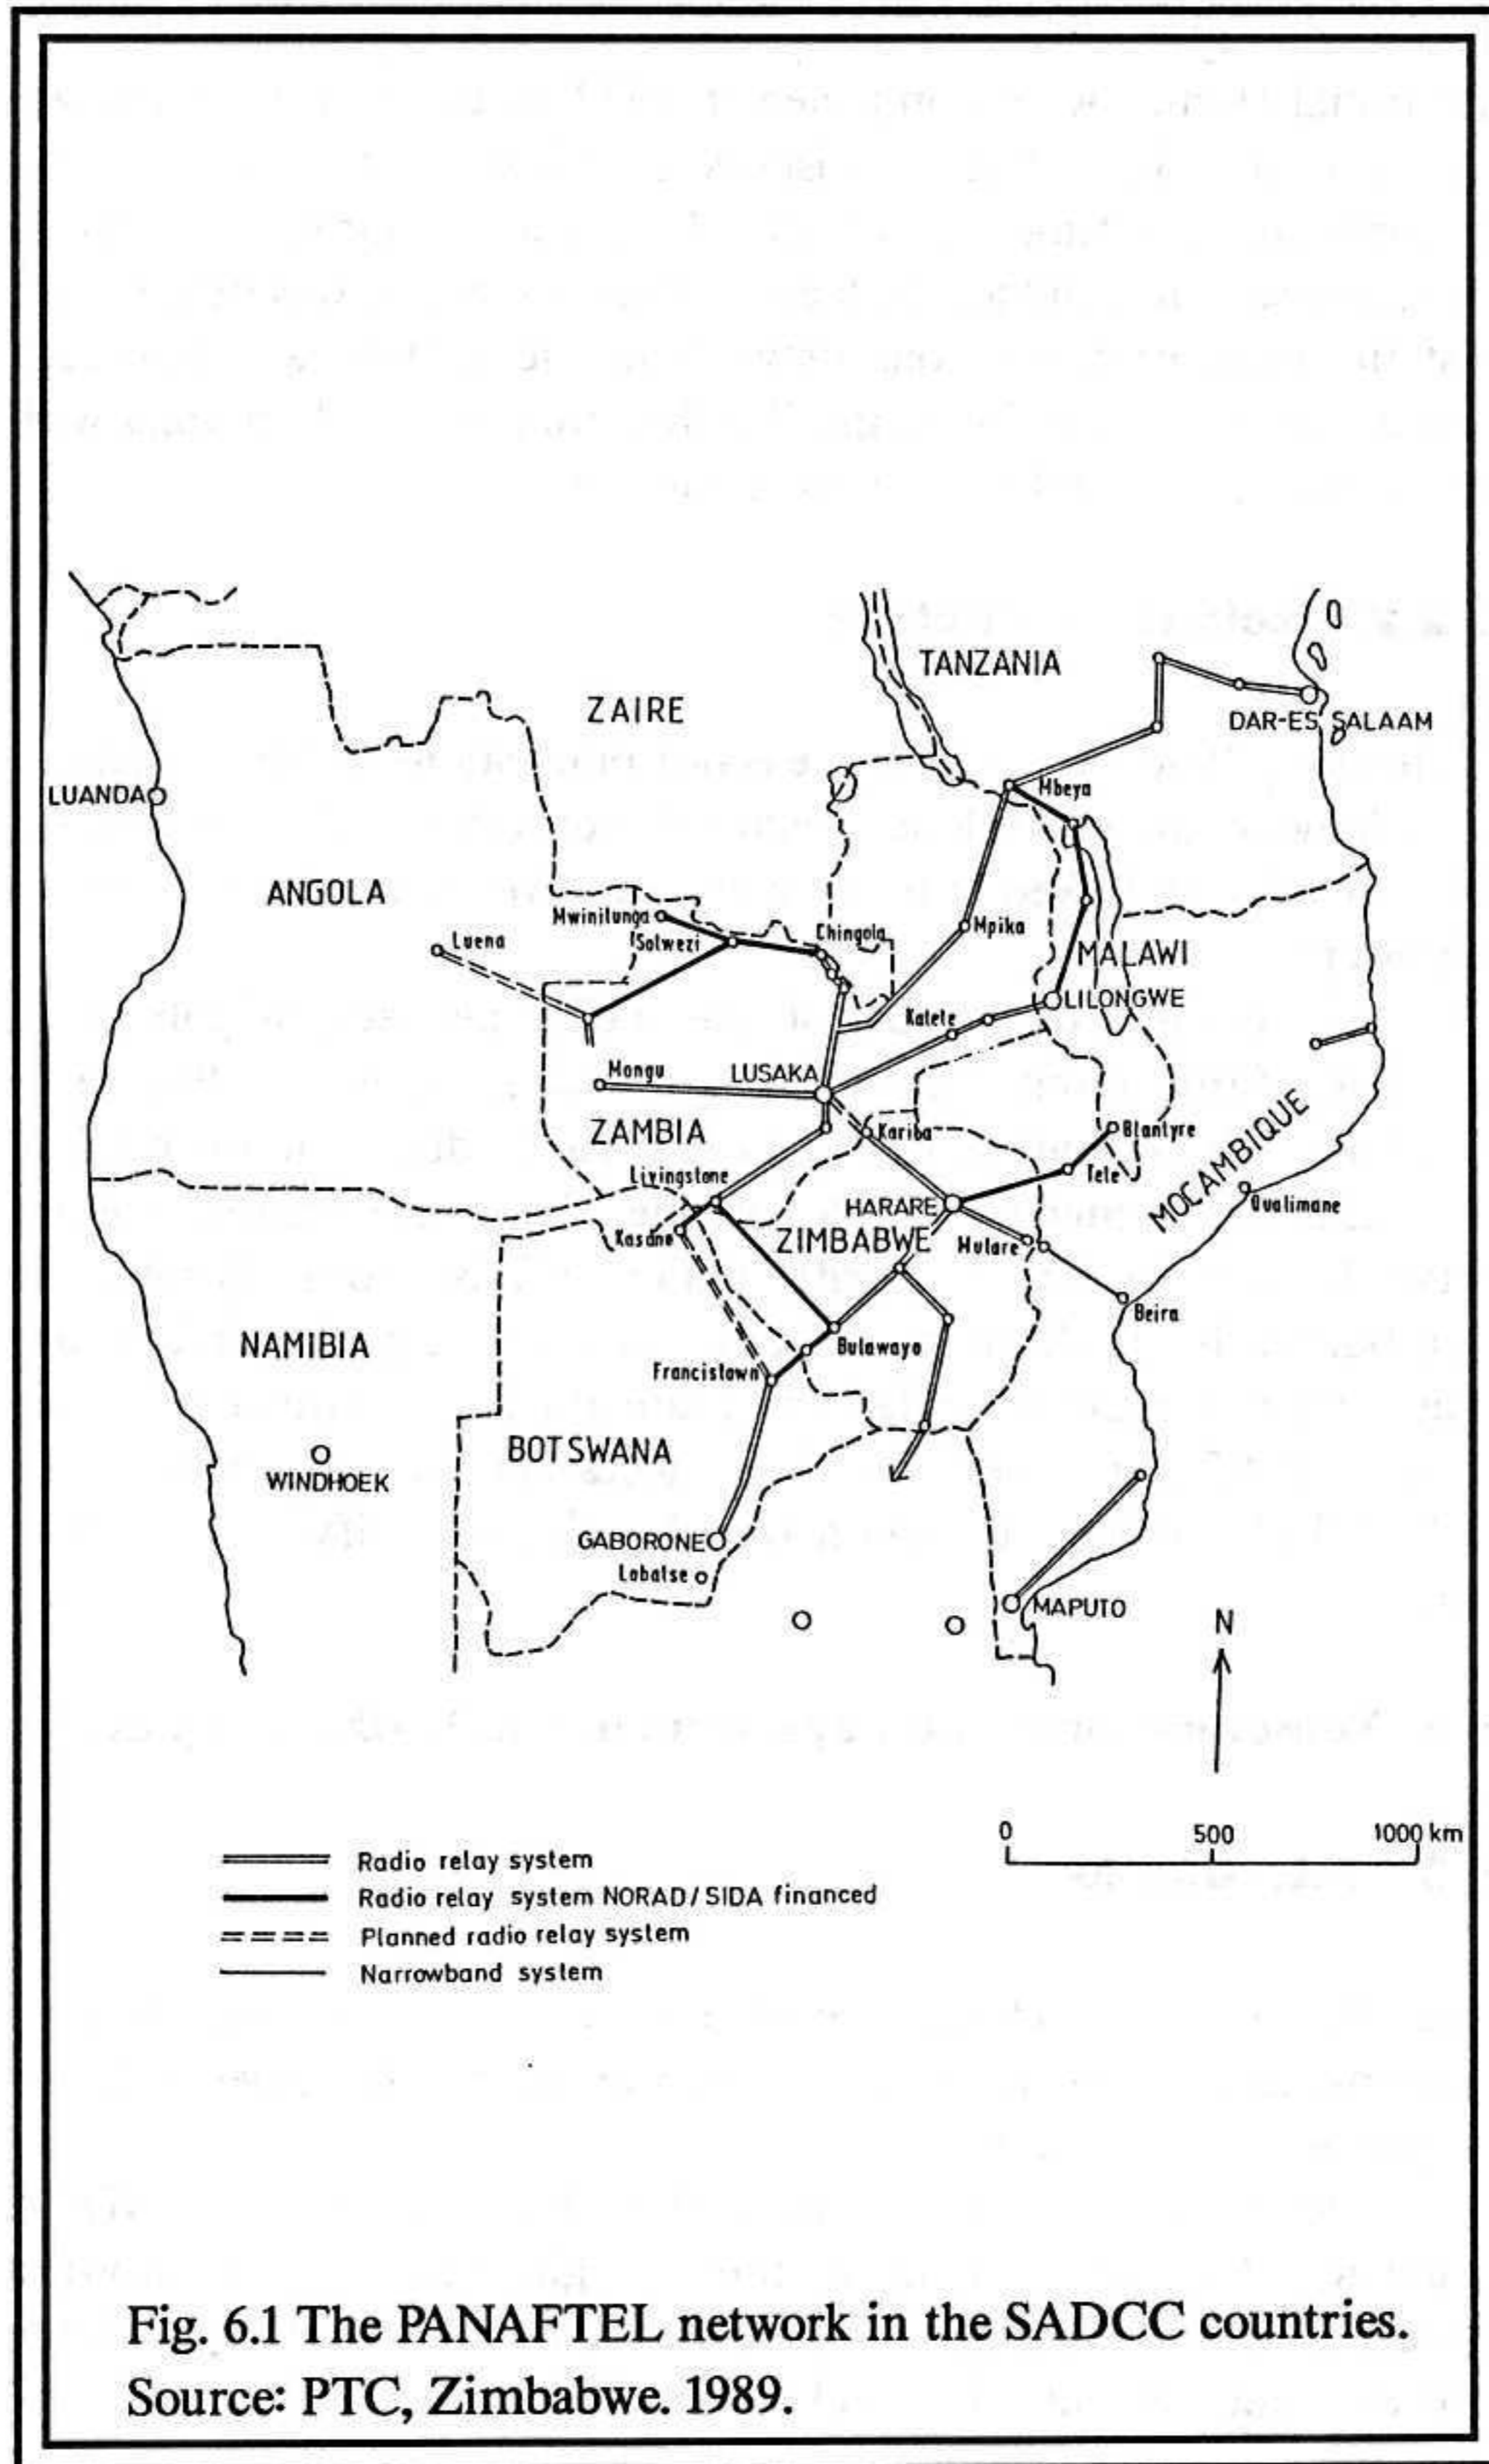 TANZANIA
ZAIRE
DAR-ES SALAAM
LUANDA
Mbeya
ANGOLA
Mwinilunga
Chingola
Luena
Solwezi
Mpika
MALAWI
LILONGWE
Katete
Mongu
LUSAKA
ZAMBIA
Kariba
Blantyre
MOCAMBIQUE
Livingstone
Tete
HARARE
Qualimane
Kasane
ZIMBABWE
Mutare
Beira
NAMIBIA
Bulawayo
Francistown
BOTSWANA
WINDHOEK
GABORONE
Lobatse
MAPUTO
N
0 500 1000 km
Radio relay system
Radio relay system NORAD/SIDA financed
Planned radio relay system
Narrowband system
Fig. 6.1 The PANAFTEL network in the SADCC countries.
Source: PTC, Zimbabwe. 1989.